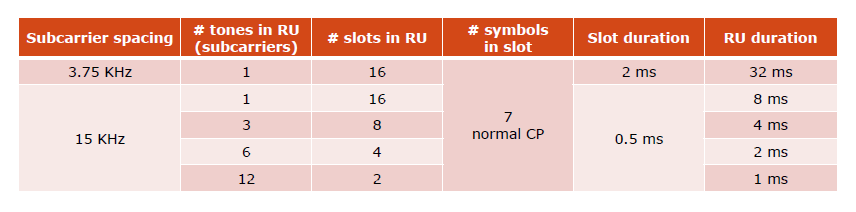 Subcarrier spacing
# tones in RU
(subcarriers)
# slots in RU
# symbols
in slot
Slot duration
RU duration
3.75 KHz
1
16
7
normal CP
2 ms
32 ms
15 KHz
1
16
0.5 ms
8 ms
3
8
4 ms
6
4
2 ms
12
2
1 ms